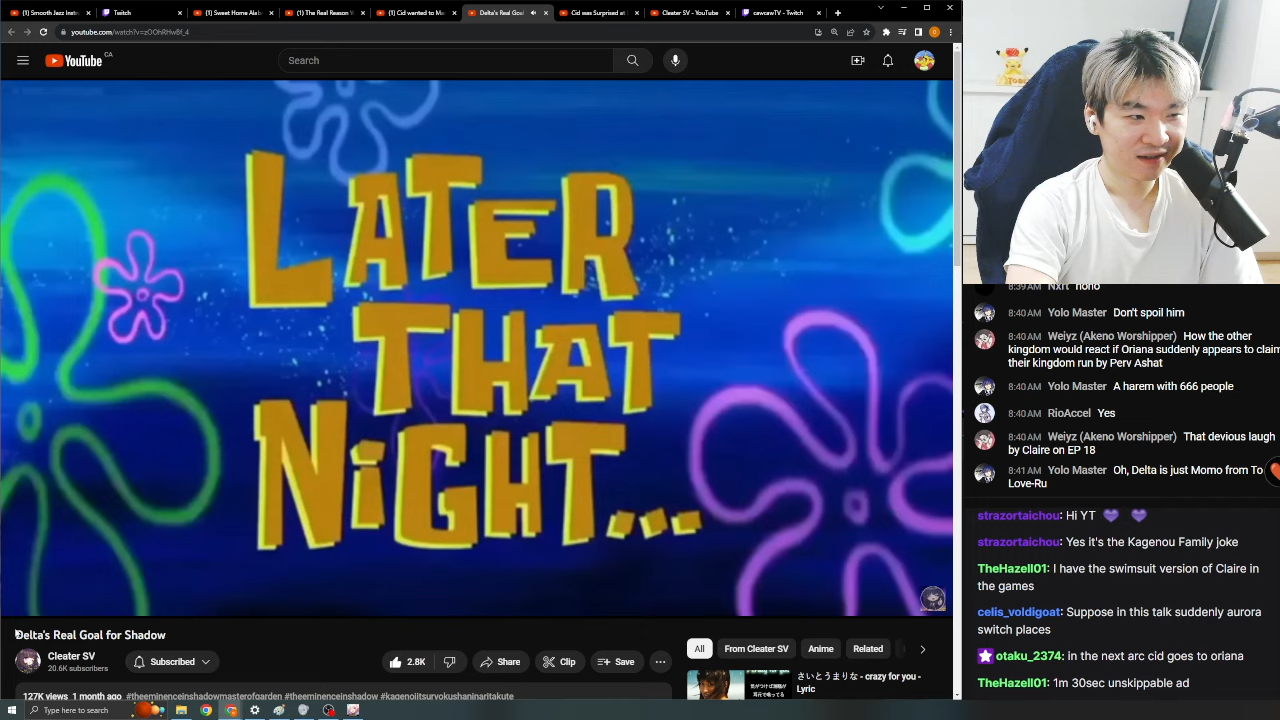 Smooth Jazz Instr
Twitch
Sweet Home Alab
The Real Reason V
Cid wanted to Me
Delta's Real Goal
Cid was Surprised at
Cleater SV - YouTube
cawcawTV - Twitch
youtube.com/watch?v=zOOhRHwBf_4
YouTube CA
Search
LATER
THAT
NIGHT...
Delta's Real Goal for Shadow
Cleater SV
20.6K subscribers
Subscribed
2.8K
Share
Clip
Save
127K views 1 month ago #theeminenceinshadowmasterofgarden #theeminenceinshadow #kagenojitsuryokushaninaritakute
All
From Cleater SV
Anime
Related
さいとうまりな - crazy for you -
Lyric
Type here to search
8:39 AM Nxrt nono
8:40 AM Yolo Master Don't spoil him
8:40 AM Weiyz (Akeno Worshipper) How the other
kingdom would react if Oriana suddenly appears to claim
their kingdom run by Perv Ashat
8:40 AM Yolo Master A harem with 666 people
8:40 AM RioAccel Yes
8:40 AM Weiyz (Akeno Worshipper) That devious laugh
by Claire on EP 18
8:41 AM Yolo Master Oh, Delta is just Momo from To
Love-Ru
strazortaichou: Hi YT
strazortaichou: Yes it's the Kagenou Family joke
TheHazell01: I have the swimsuit version of Claire in
the games
celis_voldigoat: Suppose in this talk suddenly aurora
switch places
otaku_2374: in the next arc cid goes to oriana
TheHazell01: 1m 30sec unskippable ad